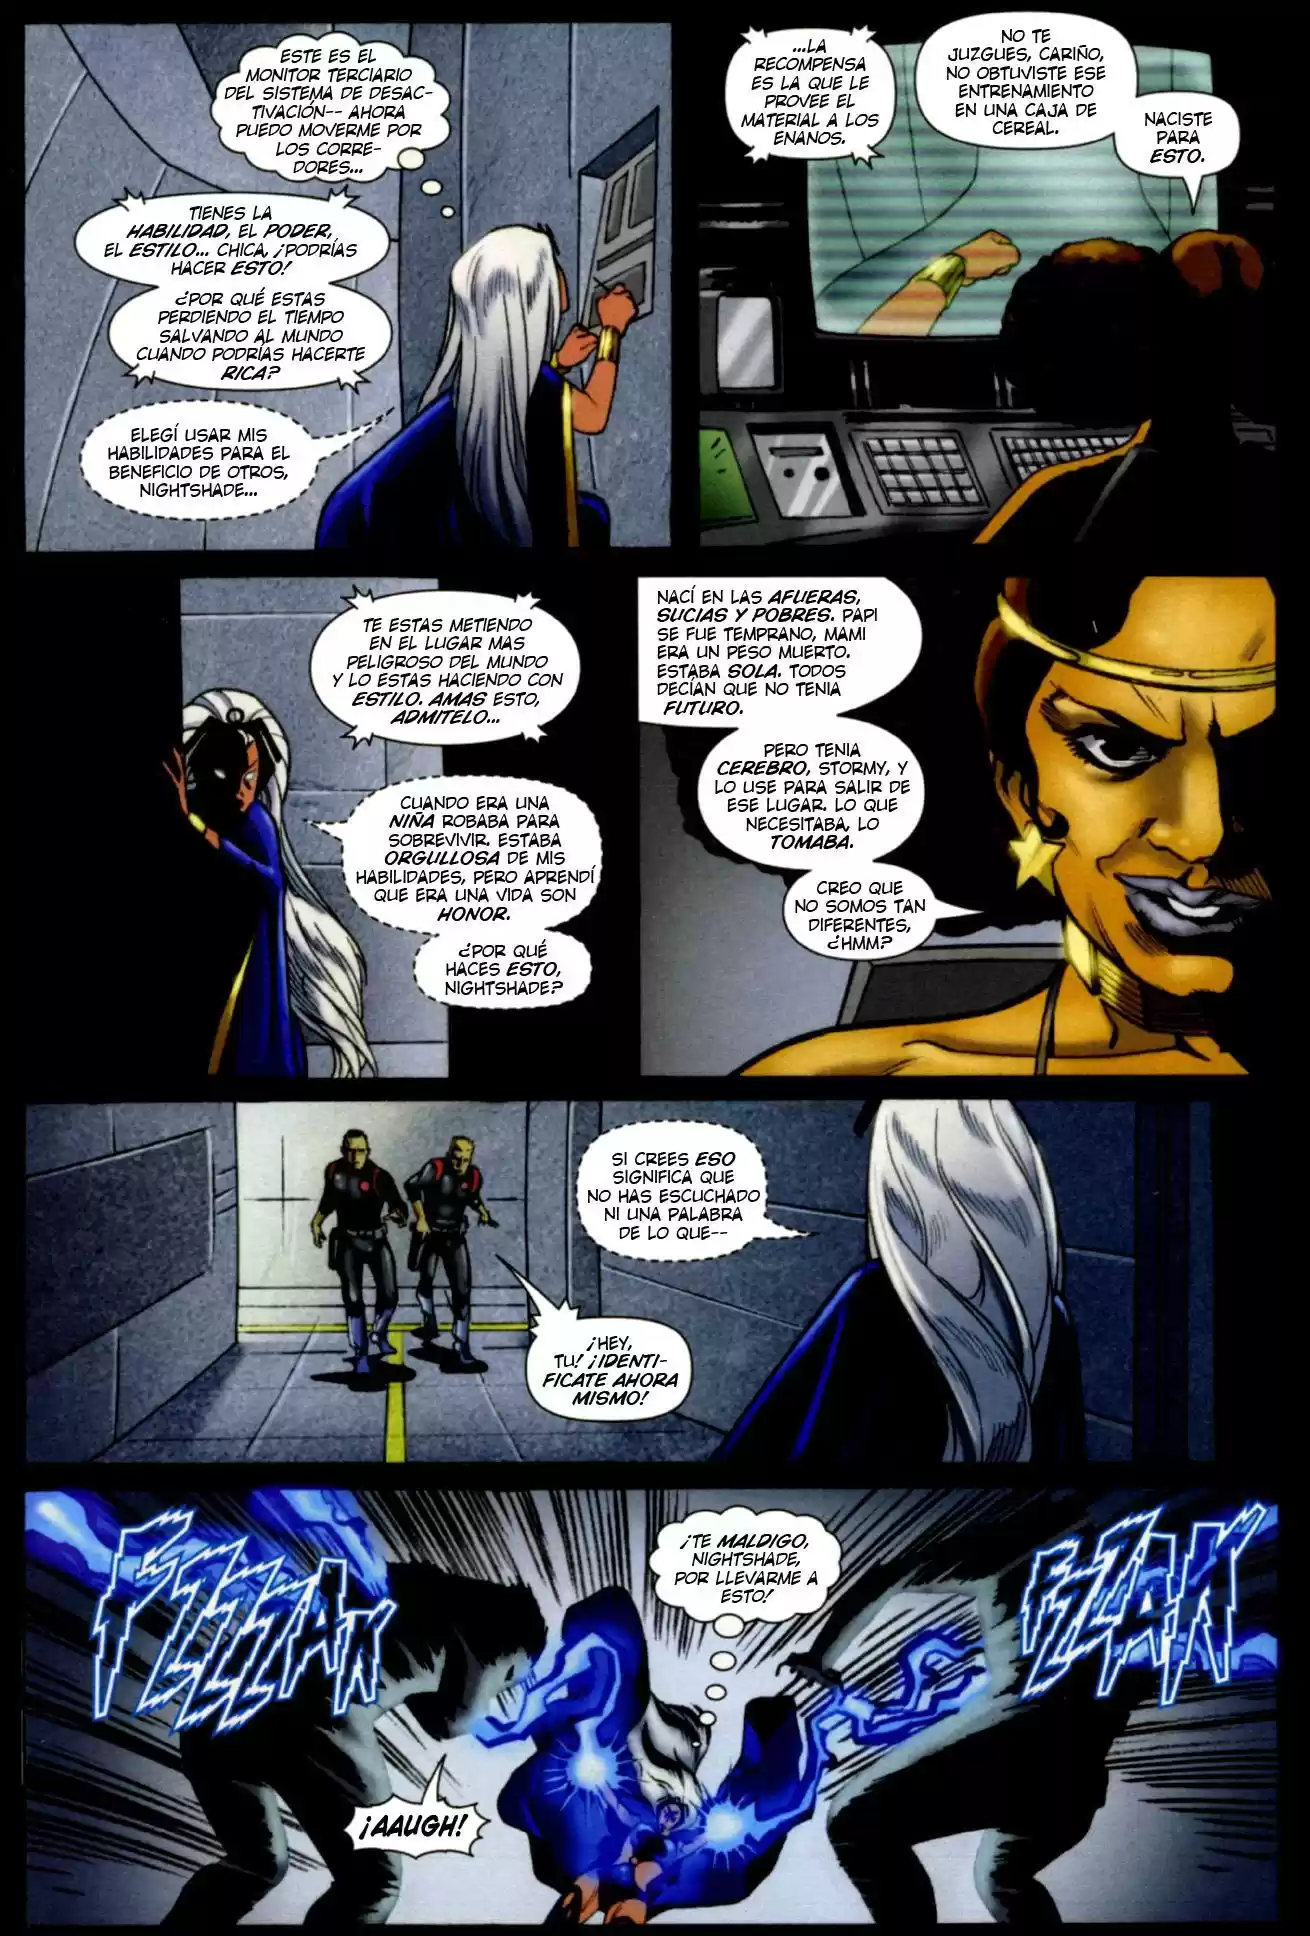 ESTE ES EL
MONITOR TERCIARIO
DEL SISTEMA DE DESAC-
TIVACIÓN-- AHORA
PUEDO MOVERME POR
LOS CORRE-
DORES...
TIENES LA
HABILIDAD, EL PODER,
EL ESTILO... CHICA, ¡PODRÍAS
HACER ESTO!
¿POR QUÉ ESTAS
PERDIENDO EL TIEMPO
SALVANDO AL MUNDO
CUANDO PODRÍAS HACERTE
RICA?
ELEGÍ USAR MIS
HABILIDADES PARA EL
BENEFICIO DE OTROS,
NIGHTSHADE...
...LA
RECOMPENSA
ES LA QUE LE
PROVEE EL
MATERIAL A LOS
ENANOS.
NO TE
JUZGUES, CARIÑO,
NO OBTUVISTE ESE
ENTRENAMIENTO
EN UNA CAJA DE
CEREAL.
NACISTE
PARA
ESTO.
TE ESTAS METIENDO
EN EL LUGAR MAS
PELIGROSO DEL MUNDO
Y LO ESTAS HACIENDO CON
ESTILO. AMAS ESTO,
ADMITELO...
CUANDO ERA UNA
NIÑA ROBABA PARA
SOBREVIVIR. ESTABA
ORGULLOSA DE MIS
HABILIDADES, PERO APRENDÍ
QUE ERA UNA VIDA SON
HONOR.
¿POR QUÉ
HACES ESTO,
NIGHTSHADE?
NACÍ EN LAS AFUERAS,
SUCIAS Y POBRES. PAPI
SE FUE TEMPRANO, MAMI
ERA UN PESO MUERTO.
ESTABA SOLA. TODOS
DECÍAN QUE NO TENIA
FUTURO.
PERO TENIA
CEREBRO, STORMY, Y
LO USE PARA SALIR DE
ESE LUGAR. LO QUE
NECESITABA, LO
TOMABA.
CREO QUE
NO SOMOS TAN
DIFERENTES,
¿HMM?
SI CREES ESO
SIGNIFICA QUE
NO HAS ESCUCHADO
NI UNA PALABRA
DE LO QUE--
¡HEY,
TU! ¡IDENTI-
FICATE AHORA
MISMO!
FZZZAK
¡TE MALDIGO,
NIGHTSHADE,
POR LLEVARME A
ESTO!
FZZAK
¡AAUGH!